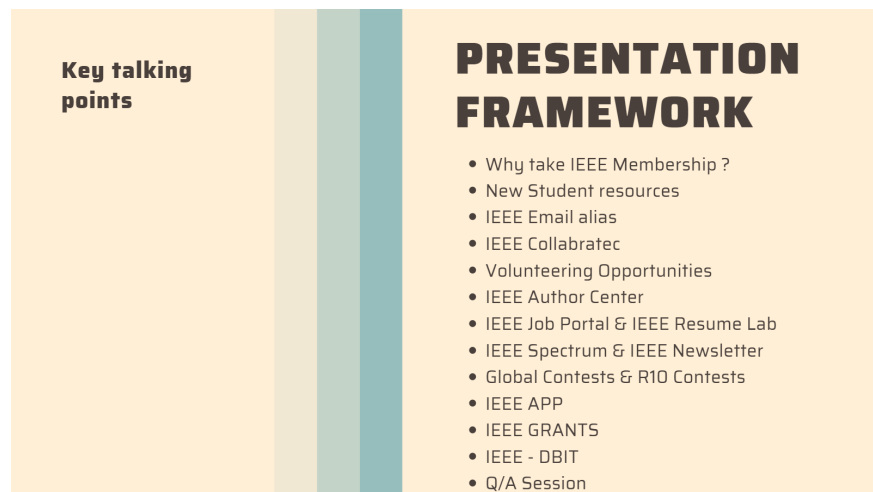 Key talking
points
PRESENTATION
FRAMEWORK
• Why take IEEE Membership ?
• New Student resources
• IEEE Email alias
• IEEE Collabratec
• Volunteering Opportunities
• IEEE Author Center
• IEEE Job Portal & IEEE Resume Lab
• IEEE Spectrum & IEEE Newsletter
• Global Contests & R10 Contests
• IEEE APP
• IEEE GRANTS
• IEEE - DBIT
• Q/A Session